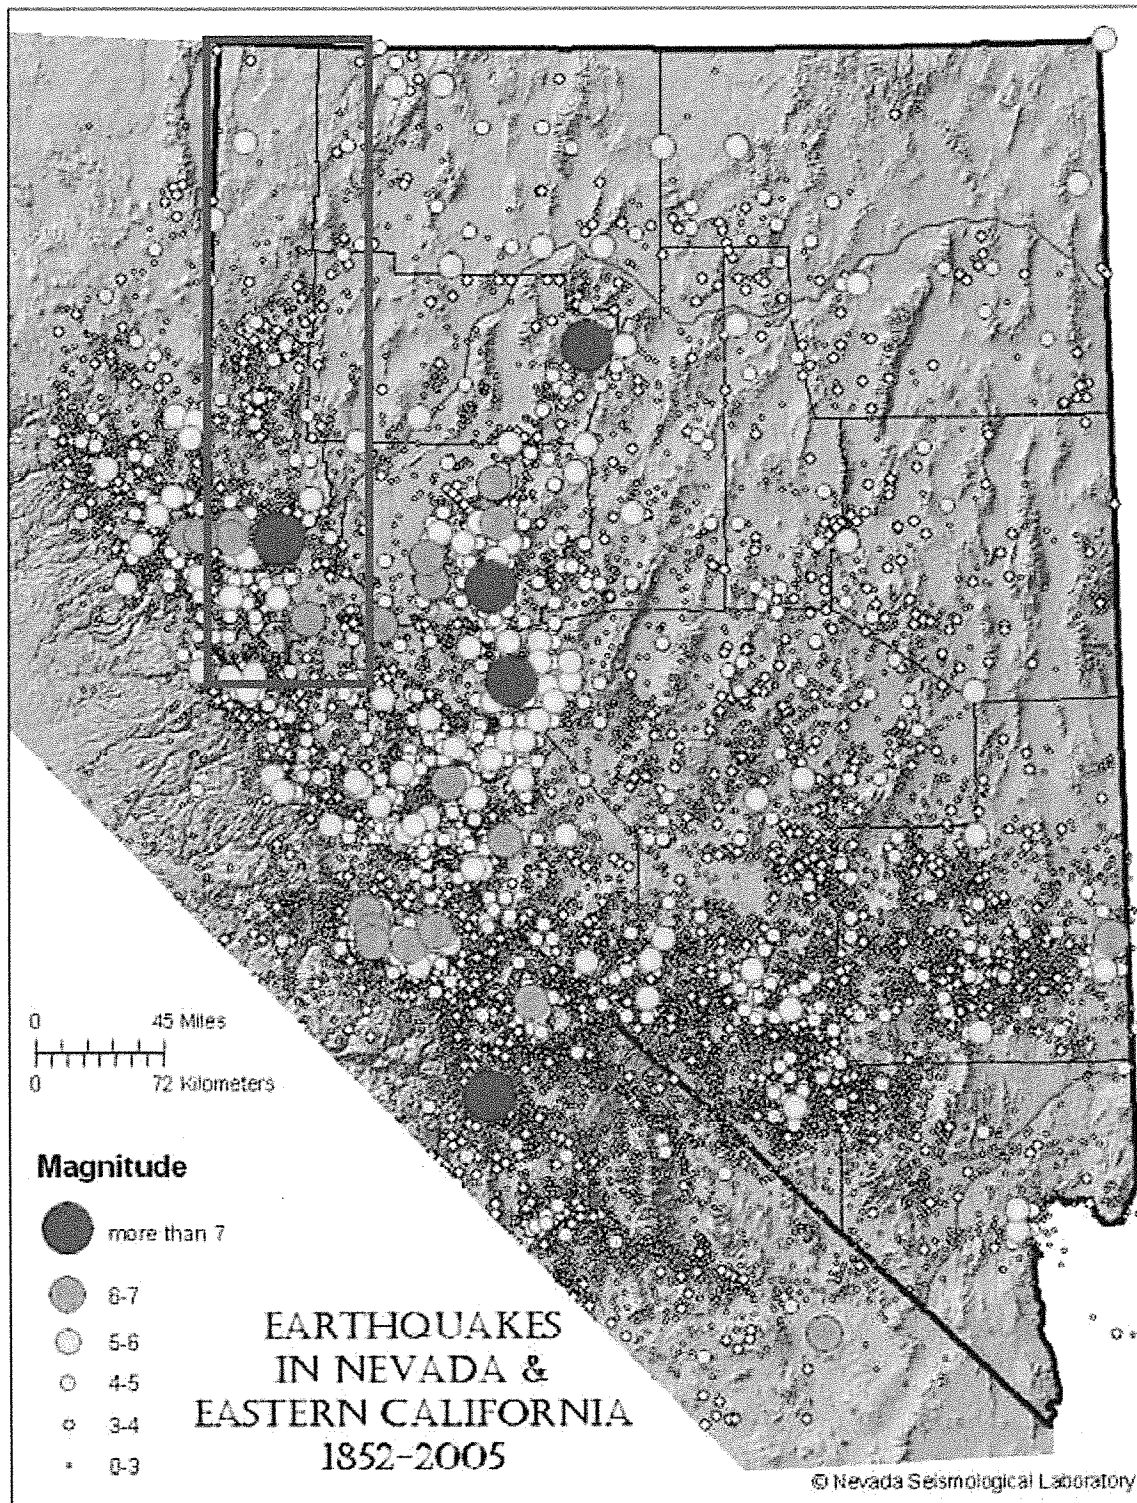 0 45 Miles
0 72 Kilometers
Magnitude
more than 7
6-7
5-6
4-5
3-4
0-3
EARTHQUAKES
IN NEVADA &
EASTERN CALIFORNIA
1852-2005
© Nevada Seismological Laboratory